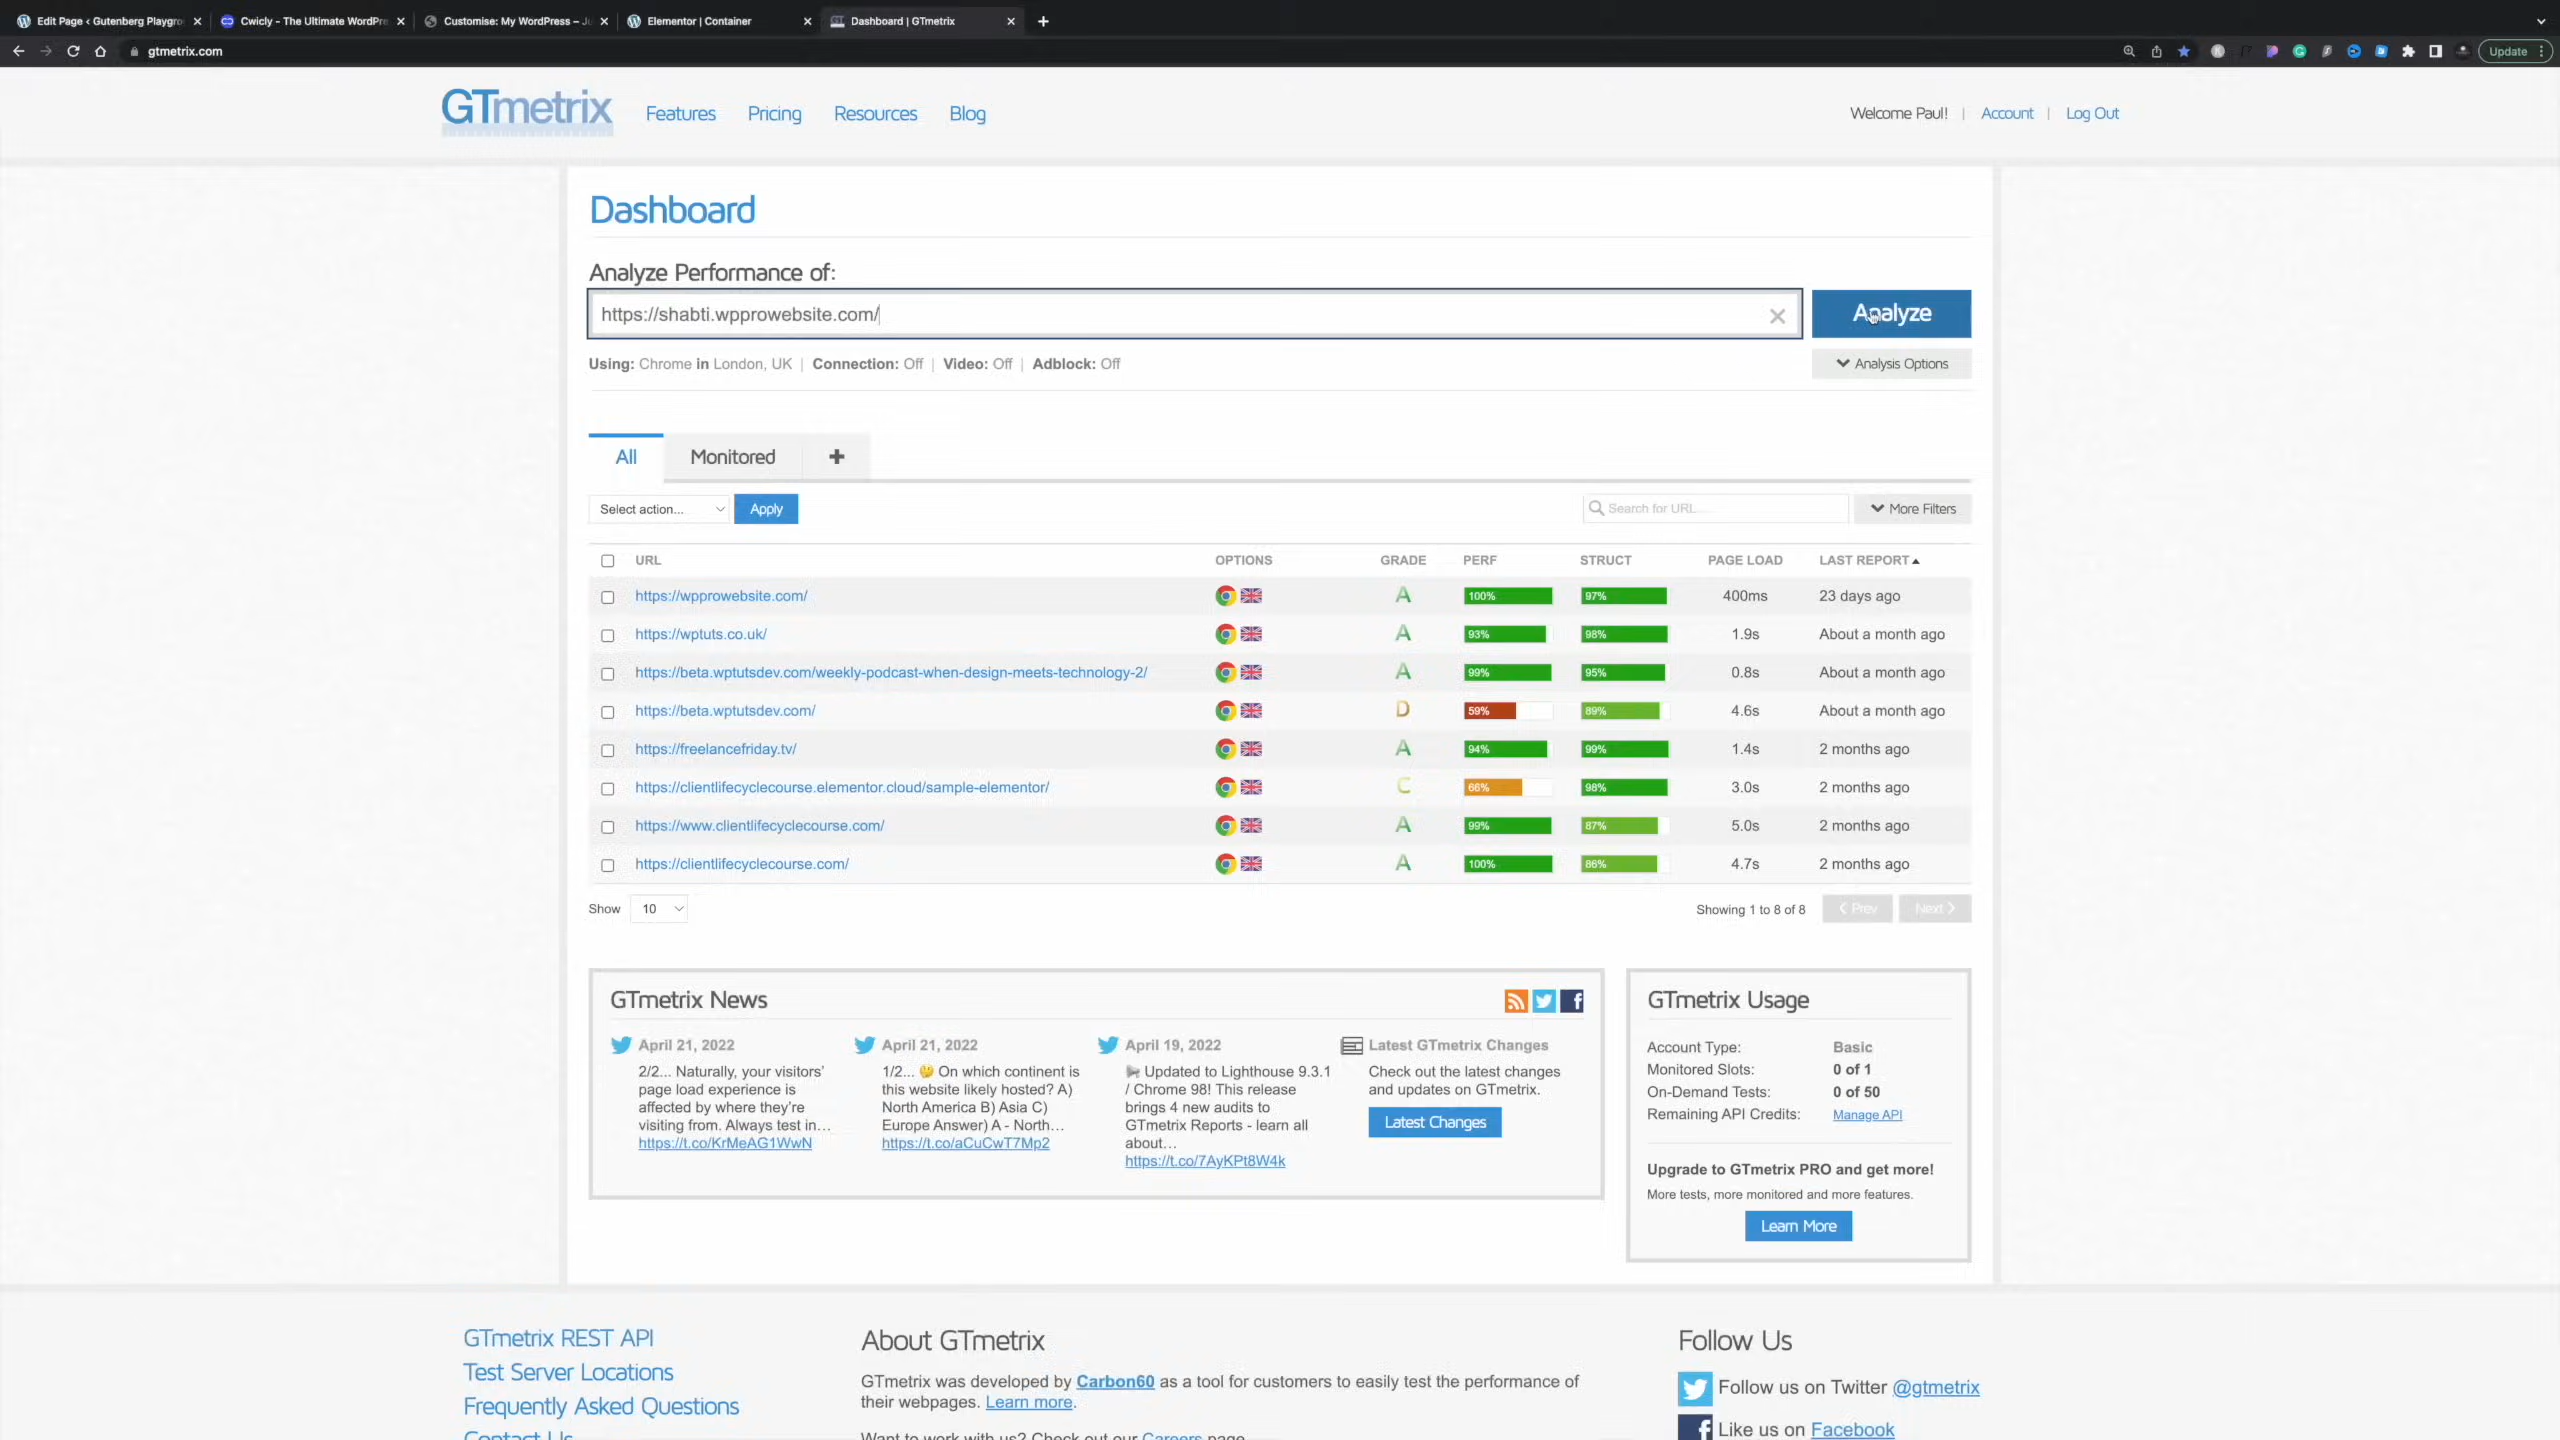 Edit Page ‹ Gutenberg Playgro
Cwicly - The Ultimate WordPre
Customise: My WordPress – Ju
Elementor | Container
Dashboard | GTmetrix
gtmetrix.com
Update
GTmetrix
Features
Pricing
Resources
Blog
Welcome Paul! | Account | Log Out
Dashboard
Analyze Performance of:
https://shabti.wpprowebsite.com/
Analyze
Using: Chrome in London, UK | Connection: Off | Video: Off | Adblock: Off
Analysis Options
All
Monitored
Select action...
Apply
Search for URL...
More Filters
URL OPTIONS GRADE PERF STRUCT PAGE LOAD LAST REPORT
https://wpprowebsite.com/ A 100% 97% 400ms 23 days ago
https://wptuts.co.uk/ A 93% 98% 1.9s About a month ago
https://beta.wptutsdev.com/weekly-podcast-when-design-meets-technology-2/ A 99% 95% 0.8s About a month ago
https://beta.wptutsdev.com/ D 59% 89% 4.6s About a month ago
https://freelancefriday.tv/ A 94% 99% 1.4s 2 months ago
https://clientlifecyclecourse.elementor.cloud/sample-elementor/ C 66% 98% 3.0s 2 months ago
https://www.clientlifecyclecourse.com/ A 99% 87% 5.0s 2 months ago
https://clientlifecyclecourse.com/ A 100% 86% 4.7s 2 months ago
Show 10
Showing 1 to 8 of 8
Prev
Next
GTmetrix News
April 21, 2022
2/2... Naturally, your visitors'
page load experience is
affected by where they're
visiting from. Always test in…
https://t.co/KrMeAG1WwN
April 21, 2022
1/2... 🤔 On which continent is
this website likely hosted? A)
North America B) Asia C)
Europe Answer) A - North…
https://t.co/aCuCwT7Mp2
April 19, 2022
Updated to Lighthouse 9.3.1
/ Chrome 98! This release
brings 4 new audits to
GTmetrix Reports - learn all
about…
https://t.co/7AyKPt8W4k
Latest GTmetrix Changes
Check out the latest changes
and updates on GTmetrix.
Latest Changes
GTmetrix Usage
Account Type: Basic
Monitored Slots: 0 of 1
On-Demand Tests: 0 of 50
Remaining API Credits: Manage API
Upgrade to GTmetrix PRO and get more!
More tests, more monitored and more features.
Learn More
GTmetrix REST API
Test Server Locations
Frequently Asked Questions
Contact Us
About GTmetrix
GTmetrix was developed by Carbon60 as a tool for customers to easily test the performance of
their webpages. Learn more.
Want to work with us? Check out our Careers page
Follow Us
Follow us on Twitter @gtmetrix
Like us on Facebook